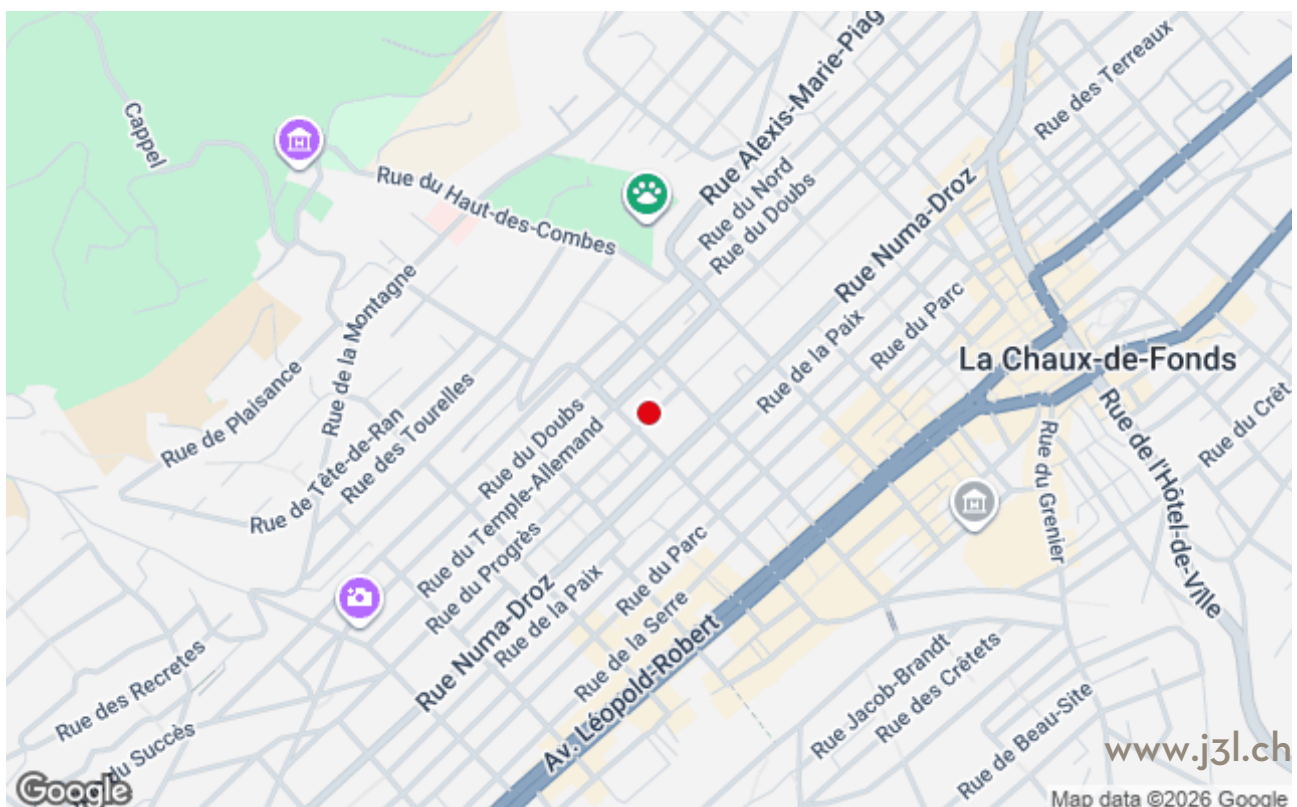 Rue Alexis-Marie-Piag
Rue des Terreaux
Cappel
Rue du Haut-des-Combes
Rue du Nord
Rue du Doubs
Rue Numa-Droz
Rue de la Montagne
Rue du Parc
Rue de la Paix
La Chaux-de-Fonds
Rue de Plaisance
Rue de Tête-de-Ran
Rue des Tourelles
Rue du Doubs
Rue du Temple-Allemand
Rue du Progrès
Rue du Crêt
Rue de l'Hôtel-de-Ville
Rue du Grenier
Rue Numa-Droz
Rue de la Paix
Rue du Parc
Rue de la Serre
Av. Léopold-Robert
Rue des Recretes
du Succès
Rue Jacob-Brandt
Rue des Crêtets
Rue de Beau-Site
www.j3l.ch
Google
Map data ©2026 Google